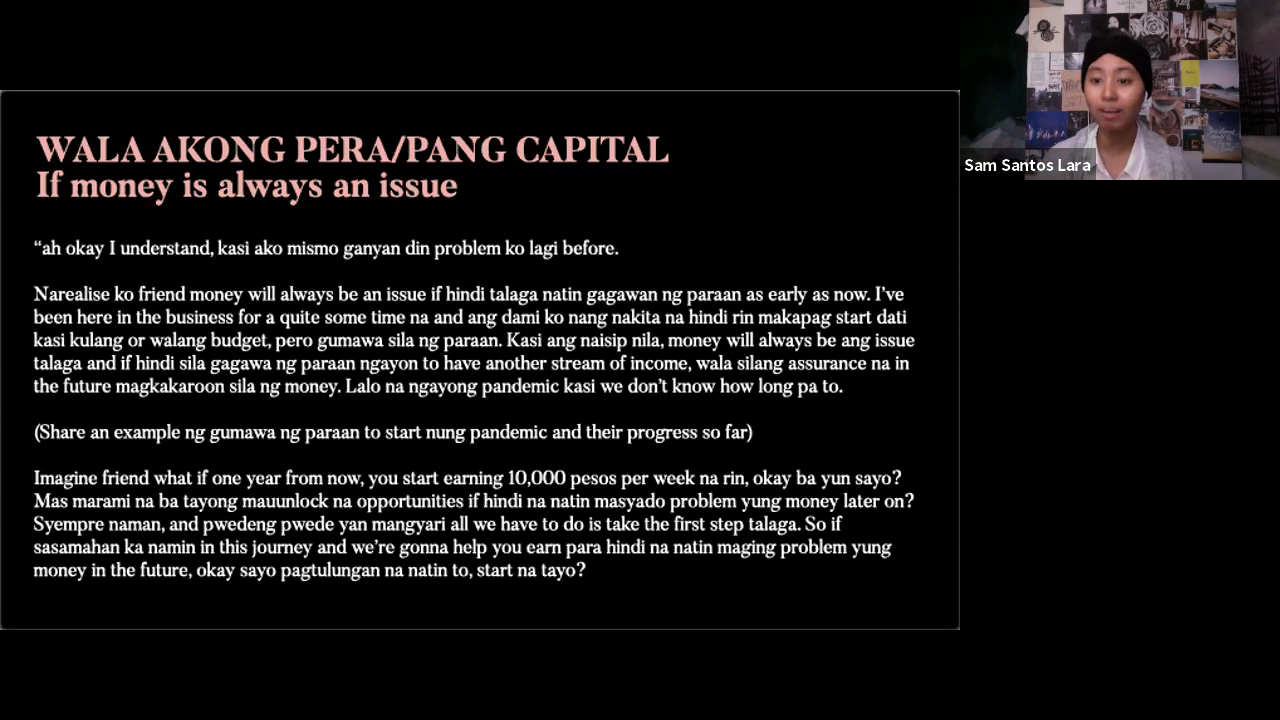 WALA AKONG PERA/PANG CAPITAL
If money is always an issue
“ah okay I understand, kasi ako mismo ganyan din problem ko lagi before.
Narealise ko friend money will always be an issue if hindi talaga natin gagawan ng paraan as early as now. I’ve
been here in the business for a quite some time na and ang dami ko nang nakita na hindi rin makapag start dati
kasi kulang or walang budget, pero gumawa sila ng paraan. Kasi ang naisip nila, money will always be ang issue
talaga and if hindi sila gagawa ng paraan ngayon to have another stream of income, wala silang assurance na in
the future magkakaroon sila ng money. Lalo na ngayong pandemic kasi we don’t know how long pa to.
(Share an example ng gumawa ng paraan to start nung pandemic and their progress so far)
Imagine friend what if one year from now, you start earning 10,000 pesos per week na rin, okay ba yun sayo?
Mas marami na ba tayong mauunlock na opportunities if hindi na natin masyado problem yung money later on?
Syempre naman, and pwedeng pwede yan mangyari all we have to do is take the first step talaga. So if
sasamahan ka namin in this journey and we’re gonna help you earn para hindi na natin maging problem yung
money in the future, okay sayo pagtulungan na natin to, start na tayo?
Sam Santos Lara